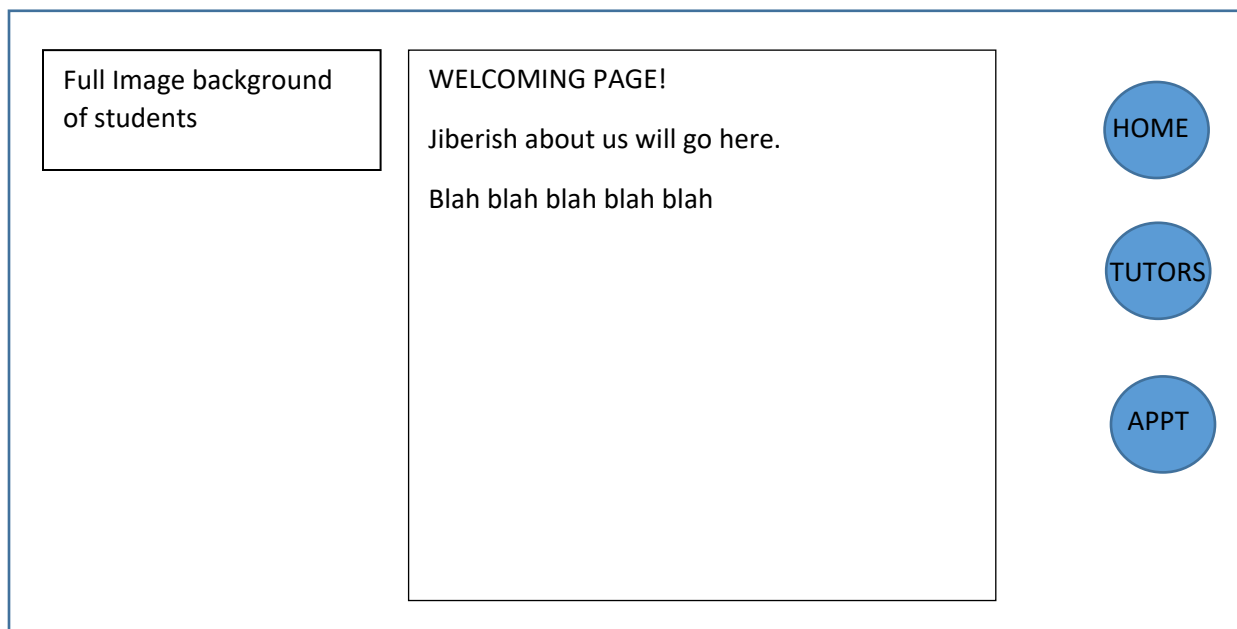 Full Image background
of students
WELCOMING PAGE!
Jiberish about us will go here.
Blah blah blah blah blah
HOME
TUTORS
APPT